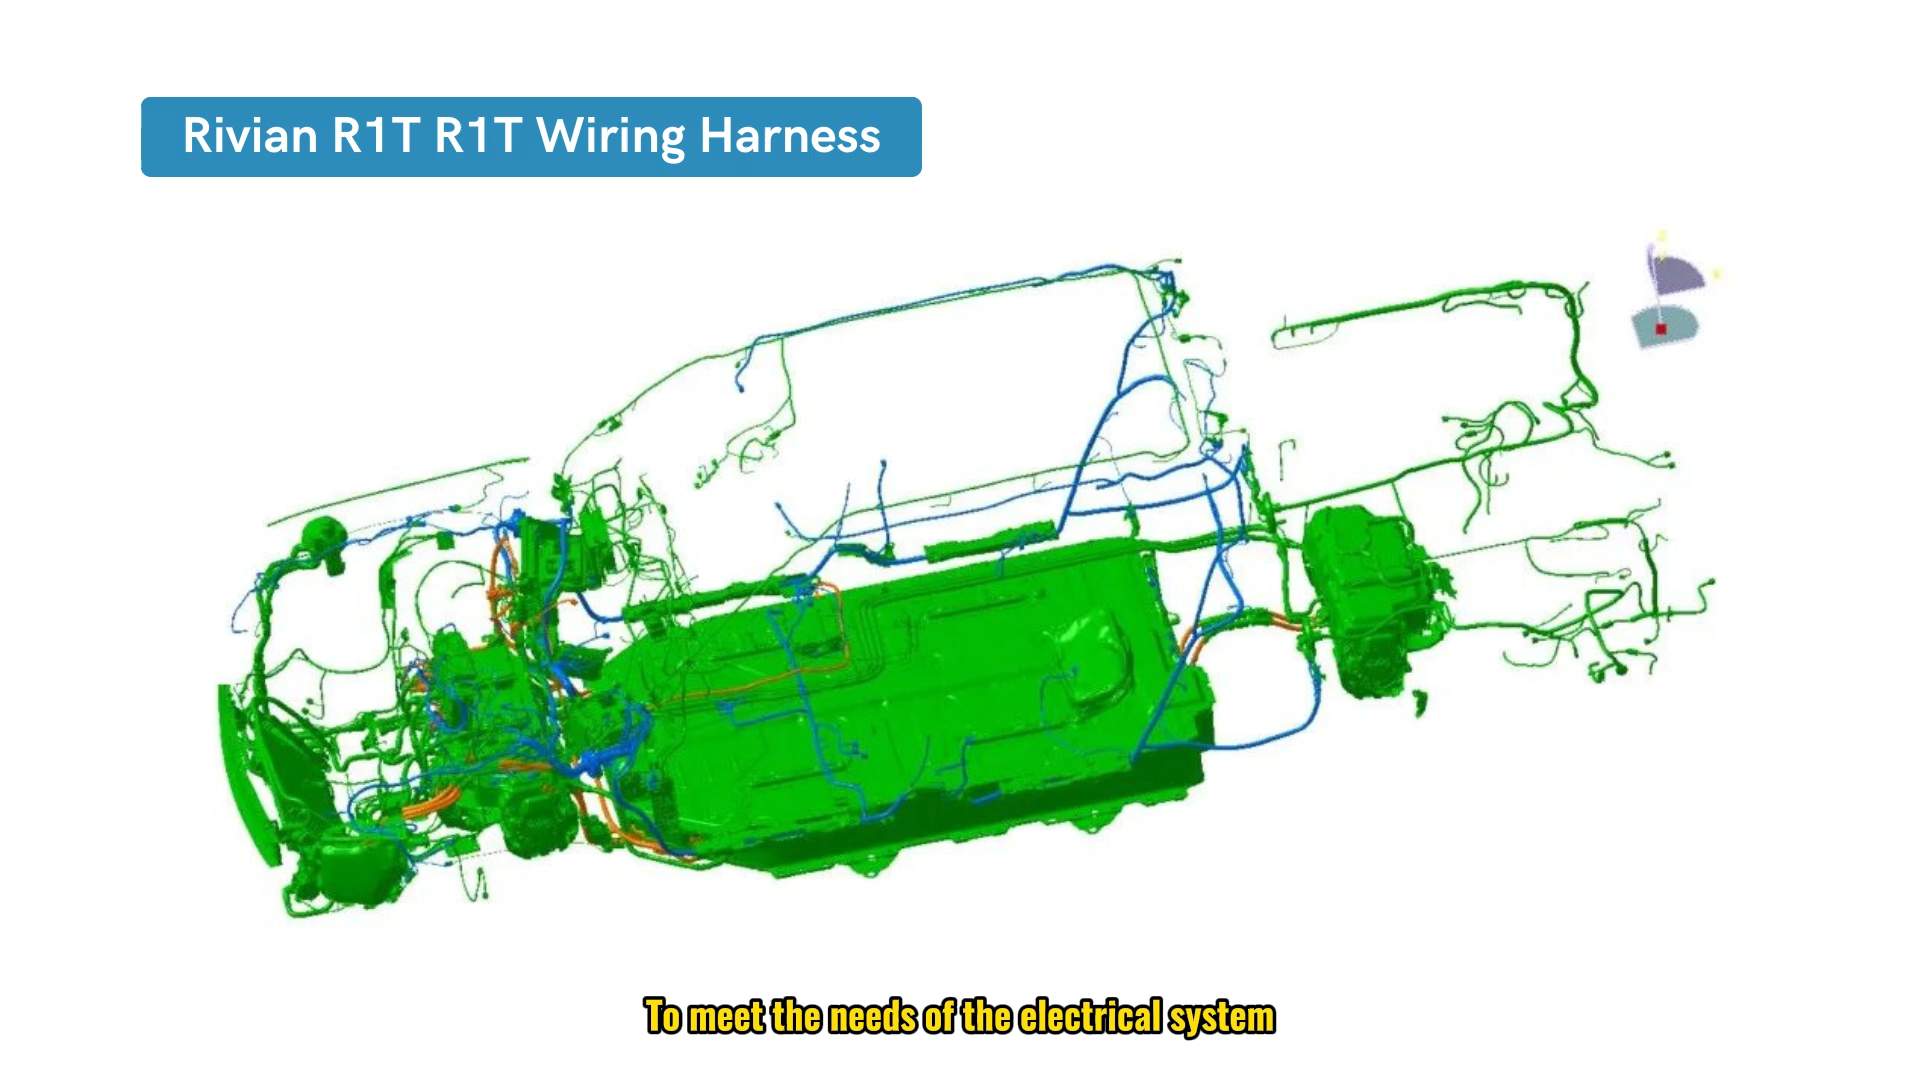 Rivian R1T R1T Wiring Harness
To meet the needs of the electrical system